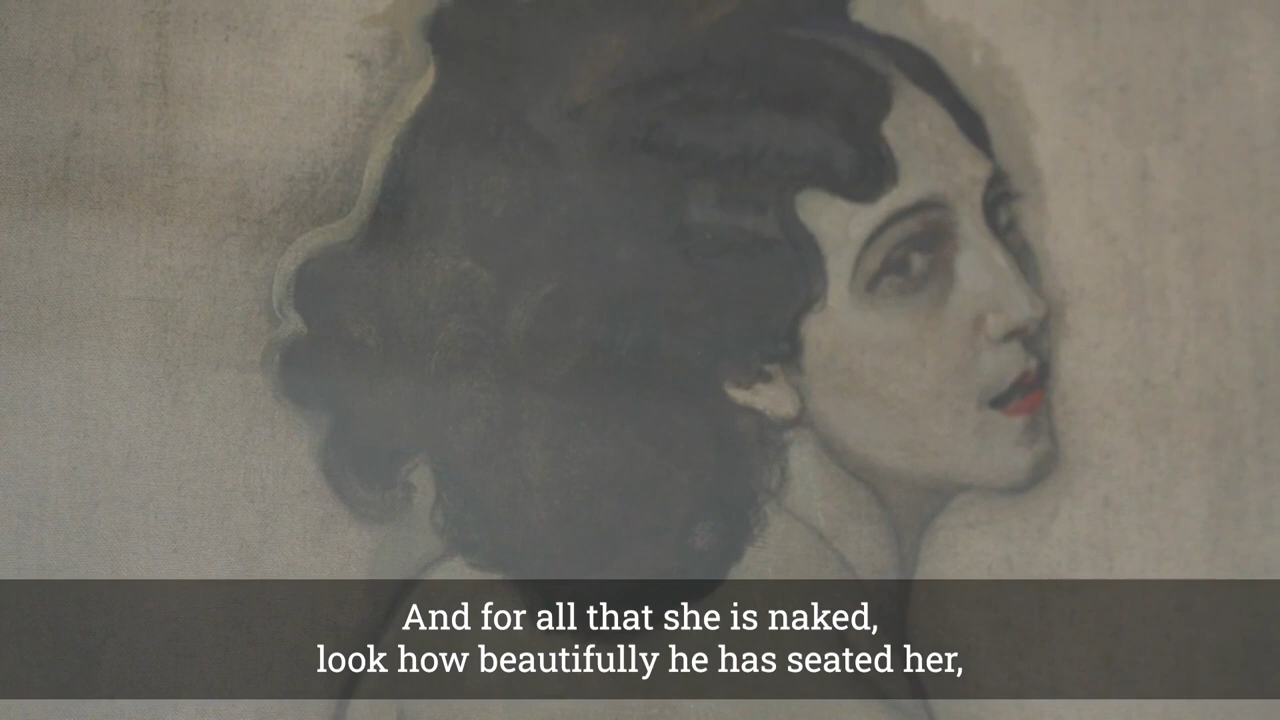 And for all that she is naked,
look how beautifully he has seated her,